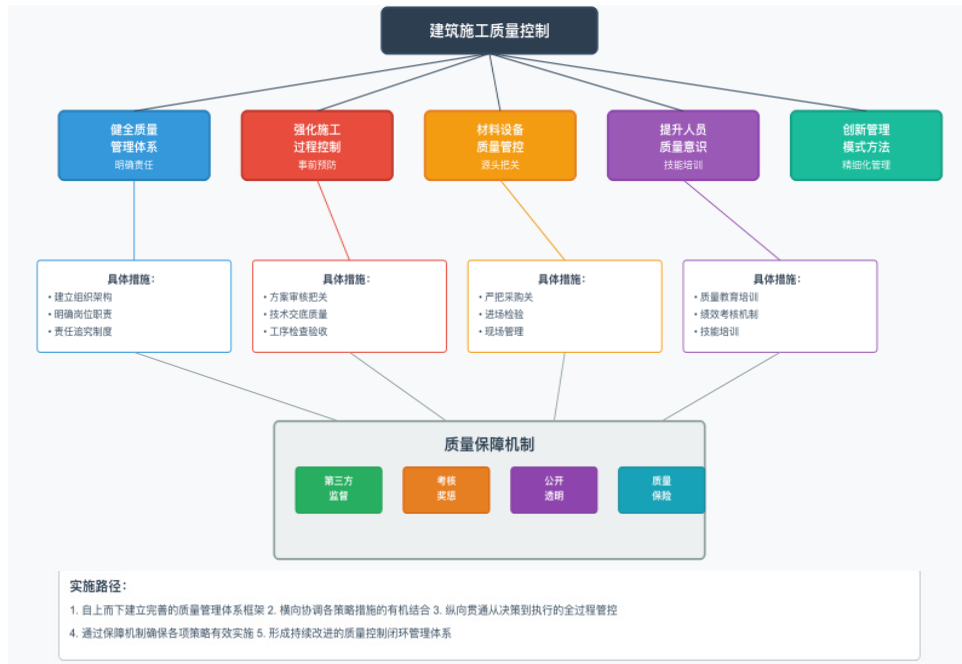 建筑施工质量控制
健全质量
管理体系
明确责任
强化施工
过程控制
事前预防
材料设备
质量管控
源头把关
提升人员
质量意识
技能培训
创新管理
模式方法
精细化管理
具体措施：
• 建立组织架构
• 明确岗位职责
• 责任追究制度
具体措施：
• 方案审核把关
• 技术交底质量
• 工序检查验收
具体措施：
• 严把采购关
• 进场检验
• 现场管理
具体措施：
• 质量教育培训
• 绩效考核机制
• 技能培训
质量保障机制
第三方
监督
考核
奖惩
公开
透明
质量
保险
实施路径：
1. 自上而下建立完善的质量管理体系框架 2. 横向协调各策略措施的有机结合 3. 纵向贯通从决策到执行的全过程管控
4. 通过保障机制确保各项策略有效实施 5. 形成持续改进的质量控制闭环管理体系